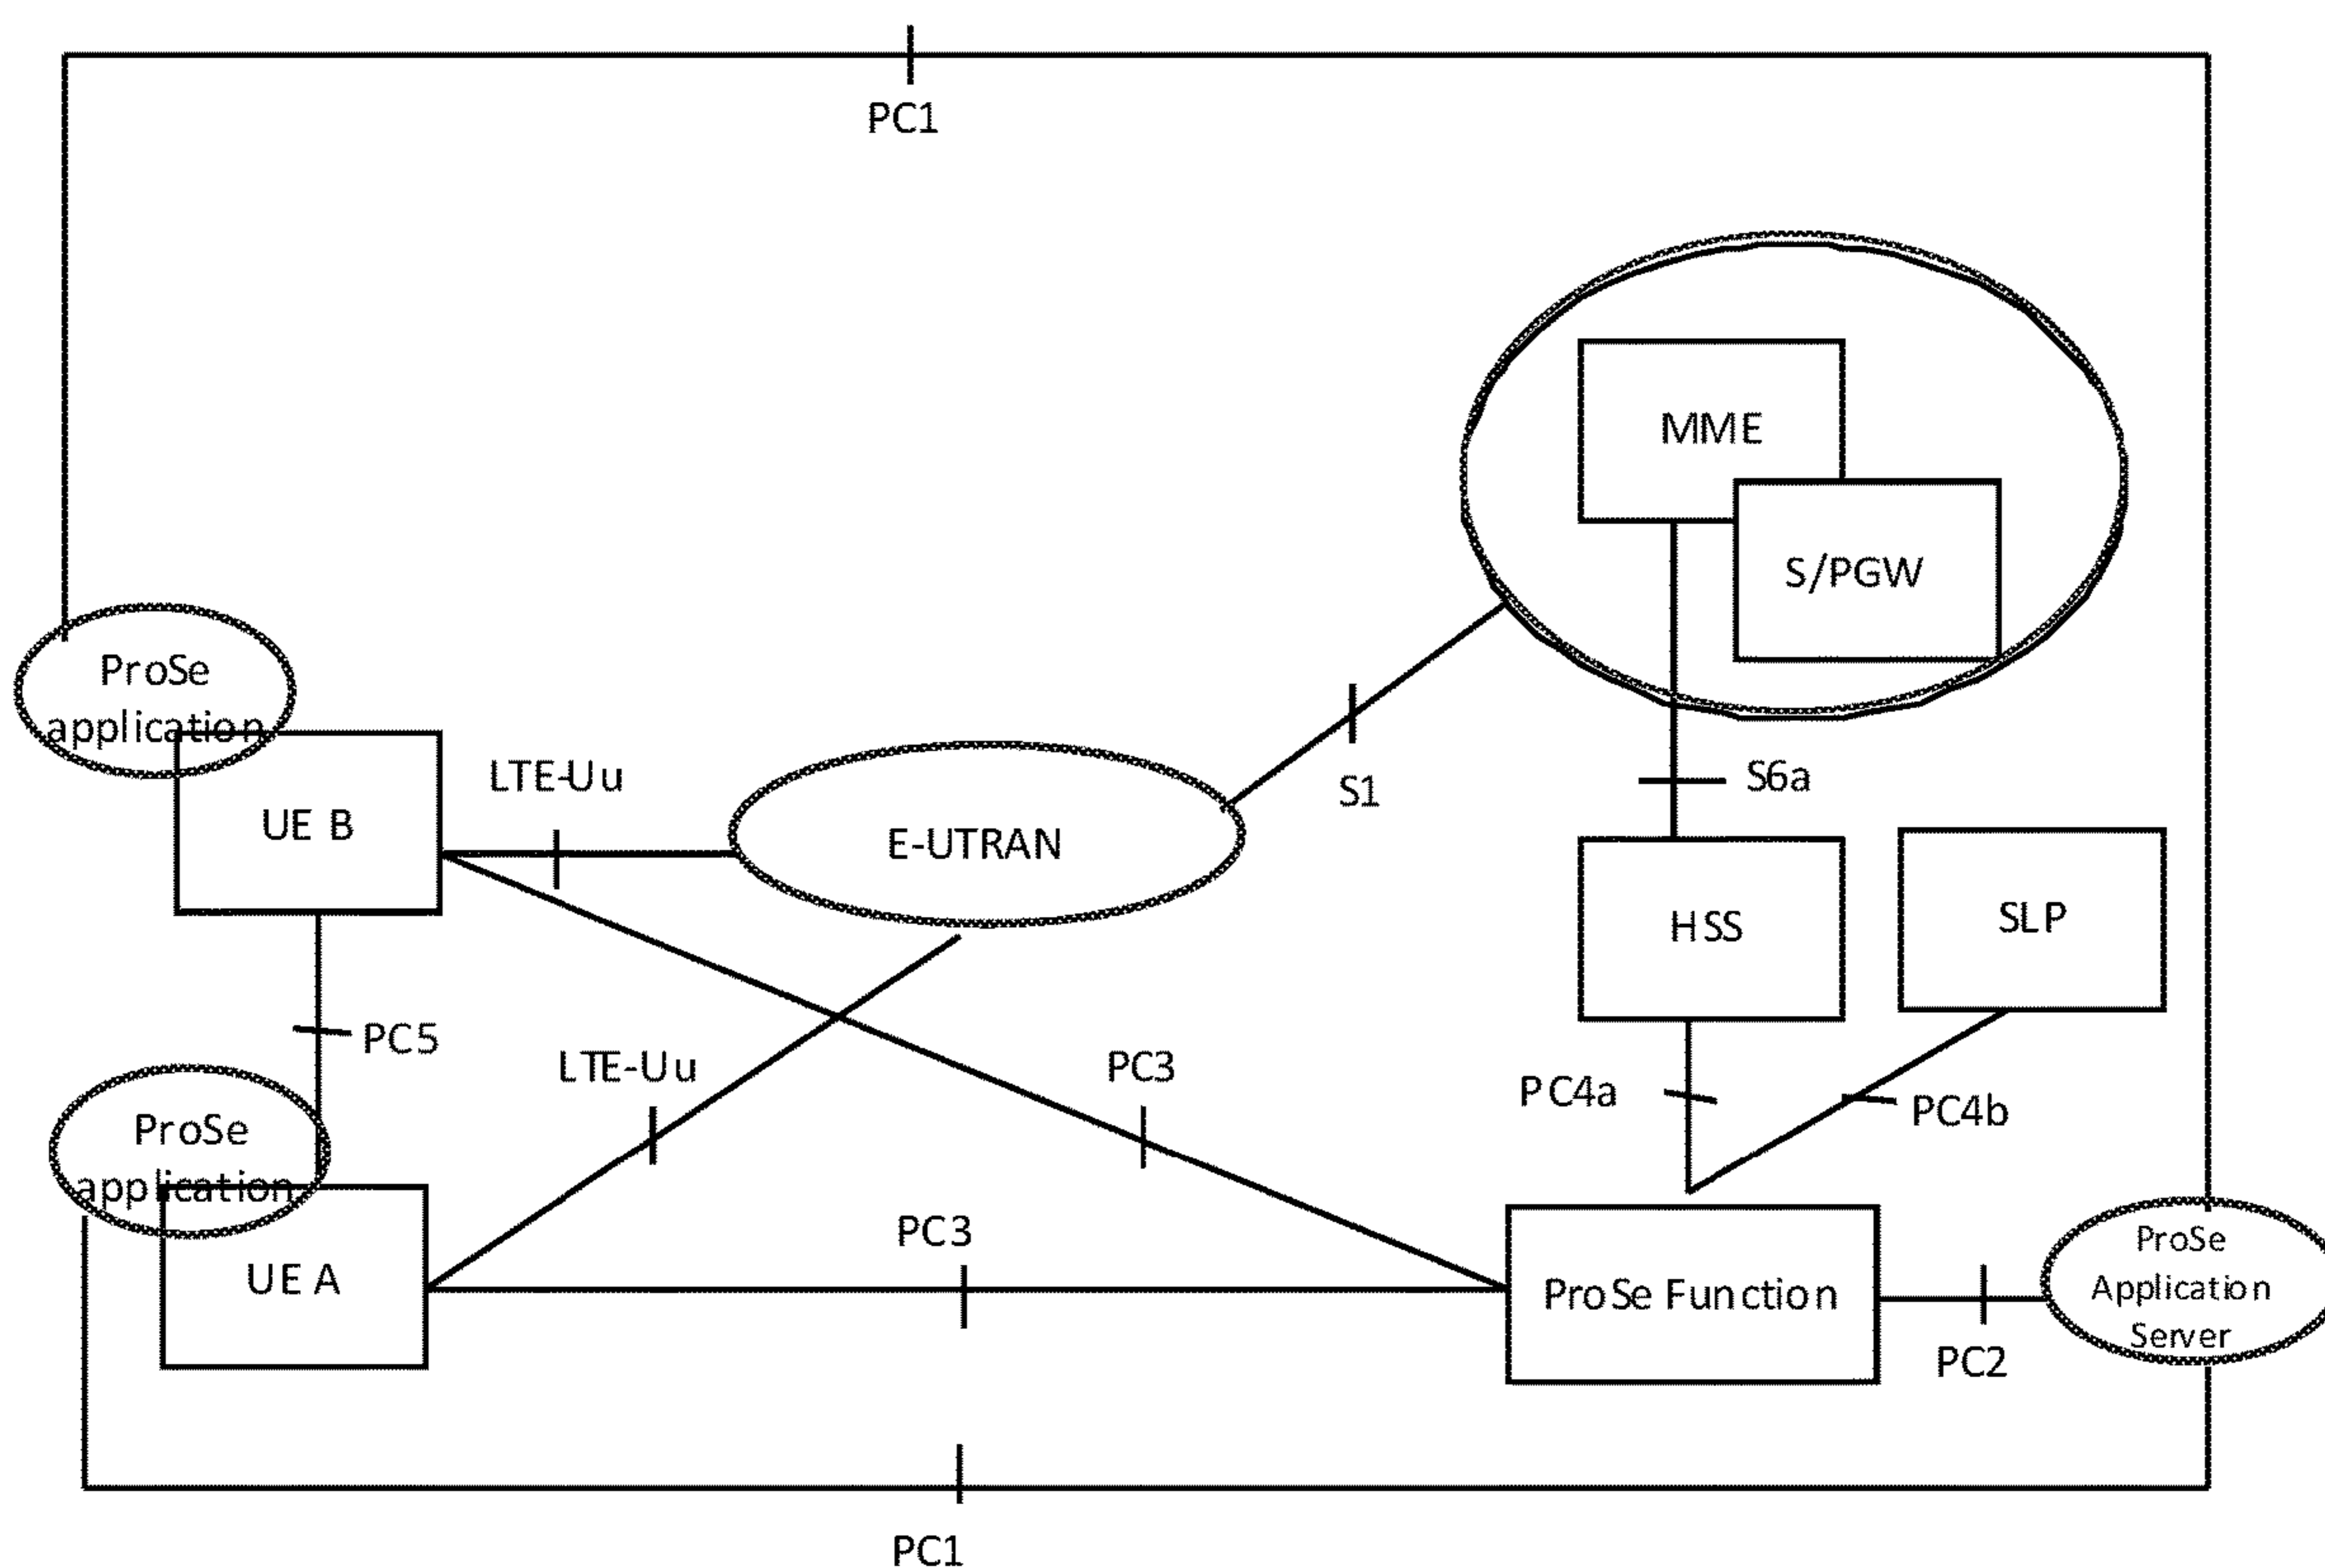 PC1
MME
S/PGW
ProSe
application
LTE-Uu
S1
S6a
UE B
E-UTRAN
HSS
SLP
PC5
LTE-Uu
PC3
PC4a
PC4b
ProSe
application
PC3
UE A
ProSe Function
ProSe
Application
Server
PC2
PC1